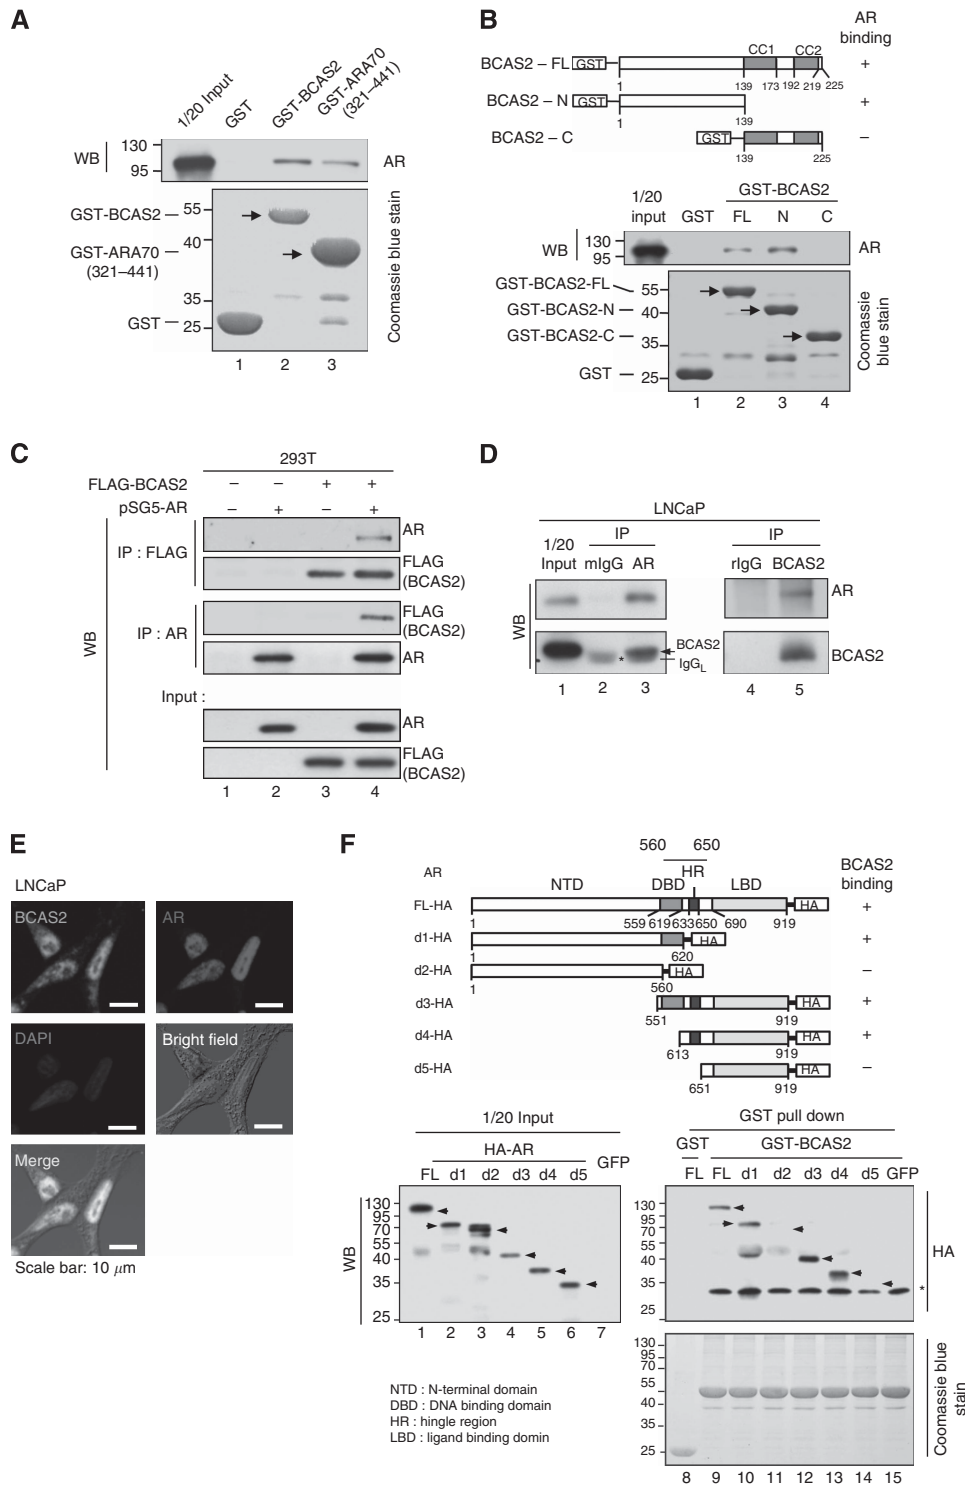 A
1/20 Input
GST
GST-BCAS2
GST-ARA70
(321–441)
WB
130
95
AR
GST-BCAS2
GST-ARA70
(321–441)
GST
55
40
35
25
Coomassie blue stain
1 2 3
B
AR
binding
BCAS2 – FL GST CC1 CC2 +
1 139 173 192 219 225
BCAS2 – N GST +
1 139
BCAS2 – C GST –
139 225
GST-BCAS2
1/20
input GST FL N C
WB
130
95
AR
GST-BCAS2-FL
GST-BCAS2-N
GST-BCAS2-C
GST
55
40
35
25
Coomassie
blue stain
1 2 3 4
C
293T
FLAG-BCAS2 – – + +
pSG5-AR – + – +
WB
IP : FLAG
AR
FLAG
(BCAS2)
IP : AR
FLAG
(BCAS2)
AR
Input :
AR
FLAG
(BCAS2)
1 2 3 4
D
LNCaP
IP IP
1/20
Input mIgG AR rIgG BCAS2
WB
AR
BCAS2
IgGL
*
BCAS2
1 2 3 4 5
E
LNCaP
BCAS2
AR
DAPI
Bright field
Merge
Scale bar: 10 μm
F
560 650
AR NTD DBD HR LBD
BCAS2
binding
FL-HA HA +
1 559 619 633 650 690 919
d1-HA HA +
1 620
d2-HA HA –
1 560
d3-HA HA +
551 919
d4-HA HA +
613 919
d5-HA HA –
651 919
1/20 Input
HA-AR
GFP
FL d1 d2 d3 d4 d5
WB
130
95
70
55
40
35
25
1 2 3 4 5 6 7
GST pull down
GST GST-BCAS2
FL FL d1 d2 d3 d4 d5 GFP
130
95
70
55
40
35
25
HA
*
130
95
70
55
40
35
25
Coomassie blue
stain
8 9 10 11 12 13 14 15
NTD : N-terminal domain
DBD : DNA binding domain
HR : hingle region
LBD : ligand binding domin